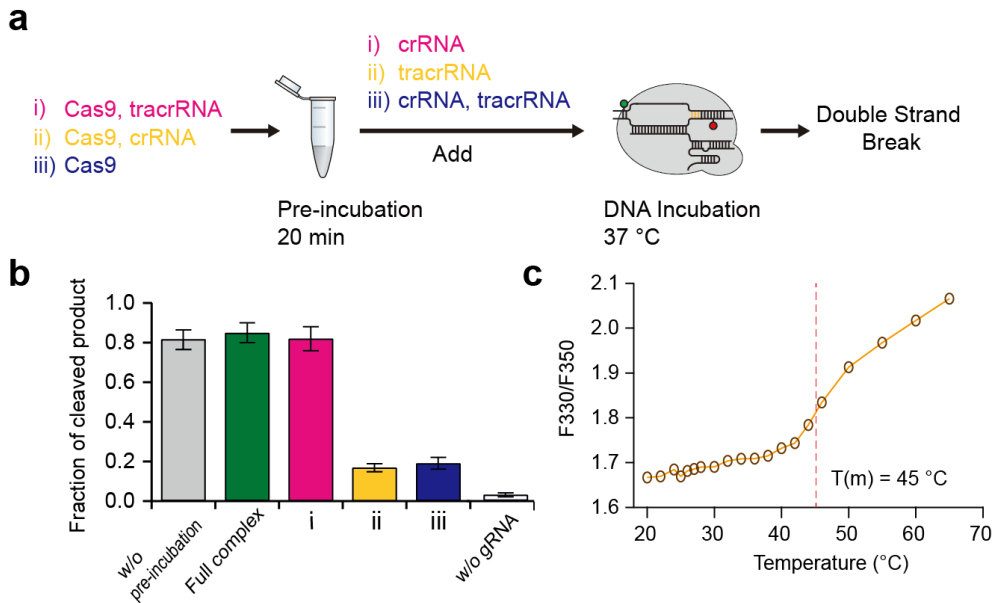 a
i) Cas9, tracrRNA
ii) Cas9, crRNA
iii) Cas9
i) crRNA
ii) tracrRNA
iii) crRNA, tracrRNA
Add
Pre-incubation
20 min
DNA Incubation
37 °C
Double Strand
Break
b
Fraction of cleaved product
1.0
0.8
0.6
0.4
0.2
0.0
w/o
pre-incubation
Full complex
i
ii
iii
w/o gRNA
c
F330/F350
2.1
2.0
1.9
1.8
1.7
1.6
T(m) = 45 °C
20
30
40
50
60
70
Temperature (°C)